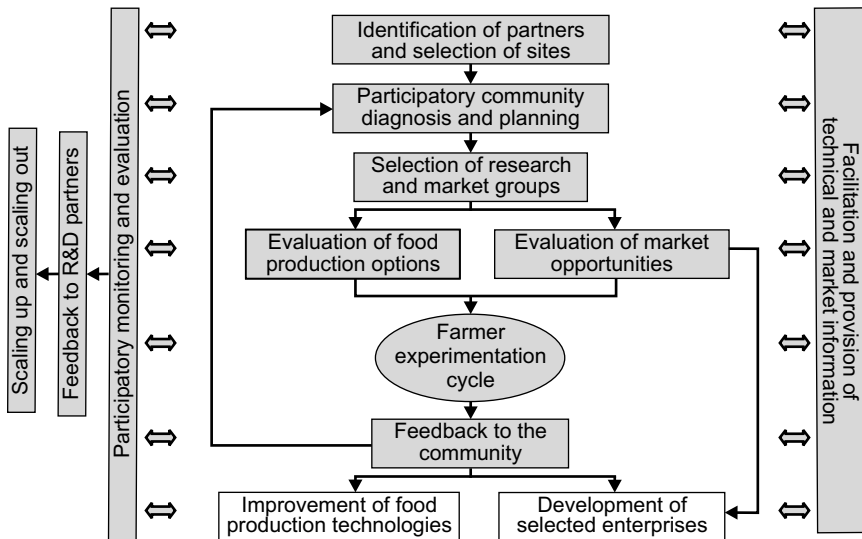 Scaling up and scaling out
Feedback to R&D partners
Participatory monitoring and evaluation
Identification of partners
and selection of sites
Participatory community
diagnosis and planning
Selection of research
and market groups
Evaluation of food
production options
Evaluation of market
opportunities
Farmer
experimentation
cycle
Feedback to the
community
Improvement of food
production technologies
Development of
selected enterprises
Facilitation and provision of
technical and market information